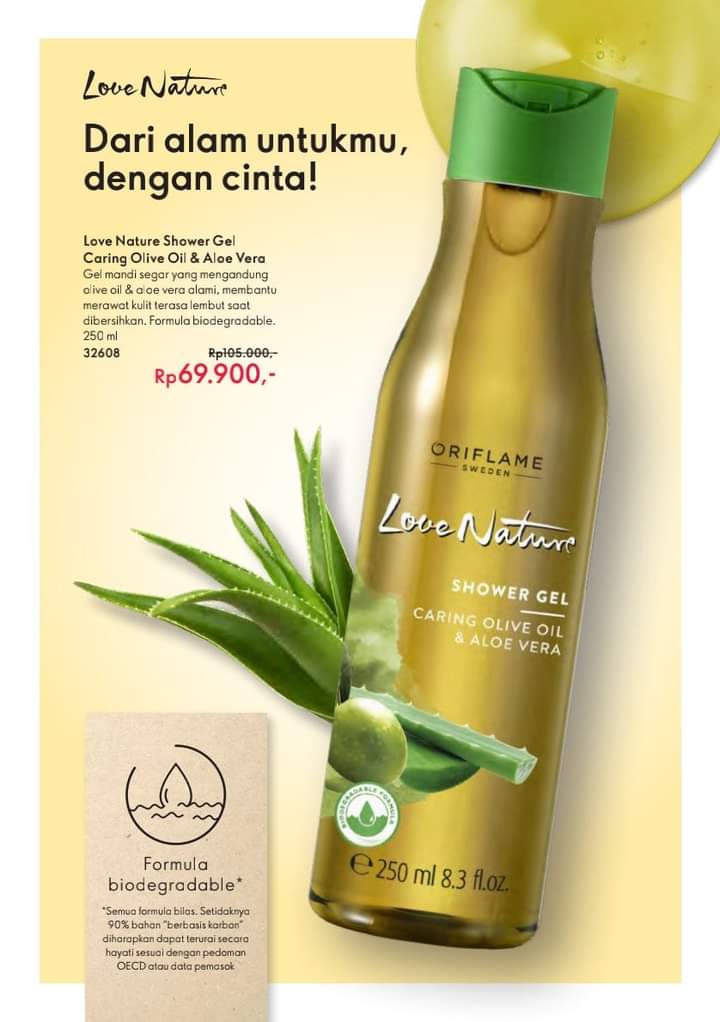 Love Nature
Dari alam untukmu,
dengan cinta!
Love Nature Shower Gel
Caring Olive Oil & Aloe Vera
Gel mandi segar yang mengandung
olive oil & aloe vera alami, membantu
merawat kulit terasa lembut saat
dibersihkan. Formula biodegradable.
250 ml
32608 Rp105.000,-
Rp69.900,-
ORIFLAME
SWEDEN
Love Nature
SHOWER GEL
CARING OLIVE OIL
& ALOE VERA
BIODEGRADABLE FORMULA
℮ 250 ml 8.3 fl.oz.
Formula
biodegradable*
*Semua formula bilas. Setidaknya
90% bahan "berbasis karbon"
diharapkan dapat terurai secara
hayati sesuai dengan pedoman
OECD atau data pemasok